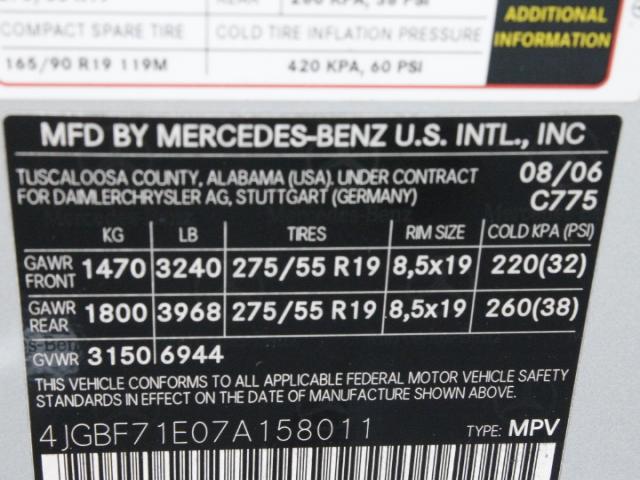 COMPACT SPARE TIRE COLD TIRE INFLATION PRESSURE
165/90 R19 119M 420 KPA, 60 PSI
ADDITIONAL
INFORMATION
MFD BY MERCEDES-BENZ U.S. INTL., INC
TUSCALOOSA COUNTY, ALABAMA (USA). UNDER CONTRACT 08/06
FOR DAIMLERCHRYSLER AG, STUTTGART (GERMANY) C775
KG LB TIRES RIM SIZE COLD KPA (PSI)
GAWR FRONT 1470 3240 275/55 R19 8,5x19 220(32)
GAWR REAR 1800 3968 275/55 R19 8,5x19 260(38)
GVWR 3150 6944
THIS VEHICLE CONFORMS TO ALL APPLICABLE FEDERAL MOTOR VEHICLE SAFETY
STANDARDS IN EFFECT ON THE DATE OF MANUFACTURE SHOWN ABOVE.
4JGBF71E07A158011 TYPE: MPV